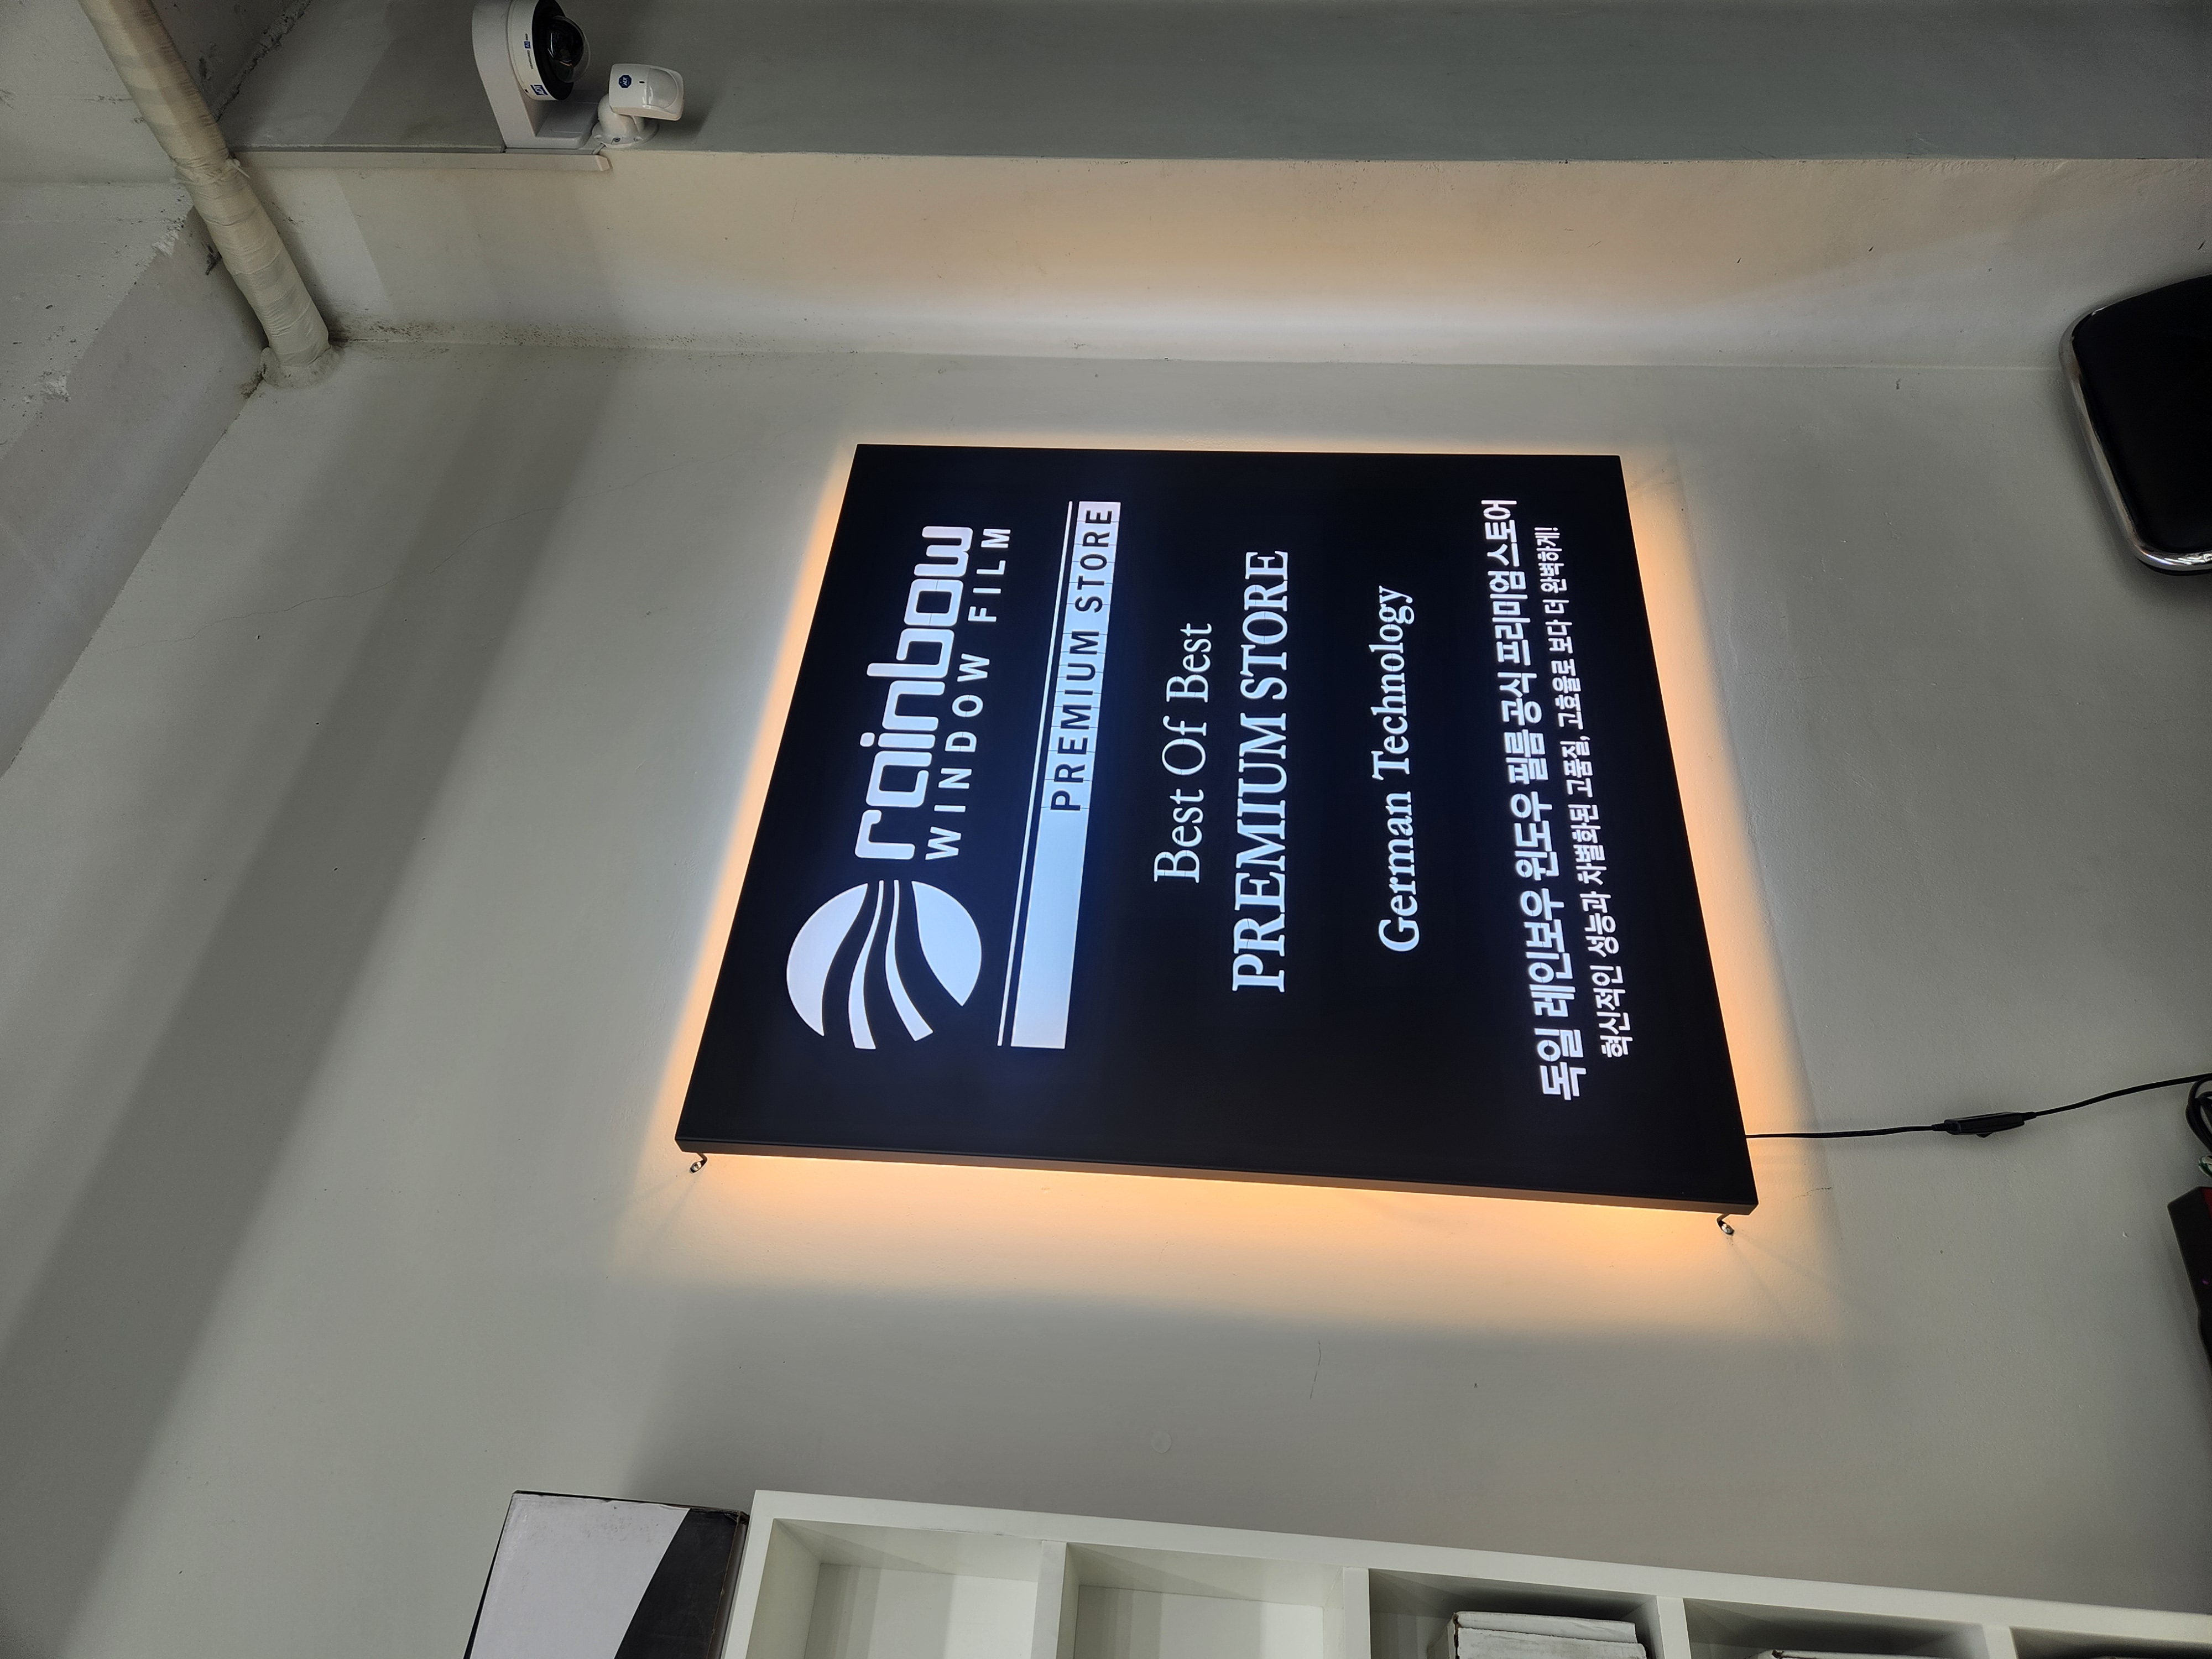 rainbow
WINDOW FILM
PREMIUM STORE
Best Of Best
PREMIUM STORE
German Technology
독일 레인보우 윈도우 필름 공식 프리미엄 스토어
혁신적인 성능과 차별화된 고품질, 고효율로 보다 더 완벽하게!